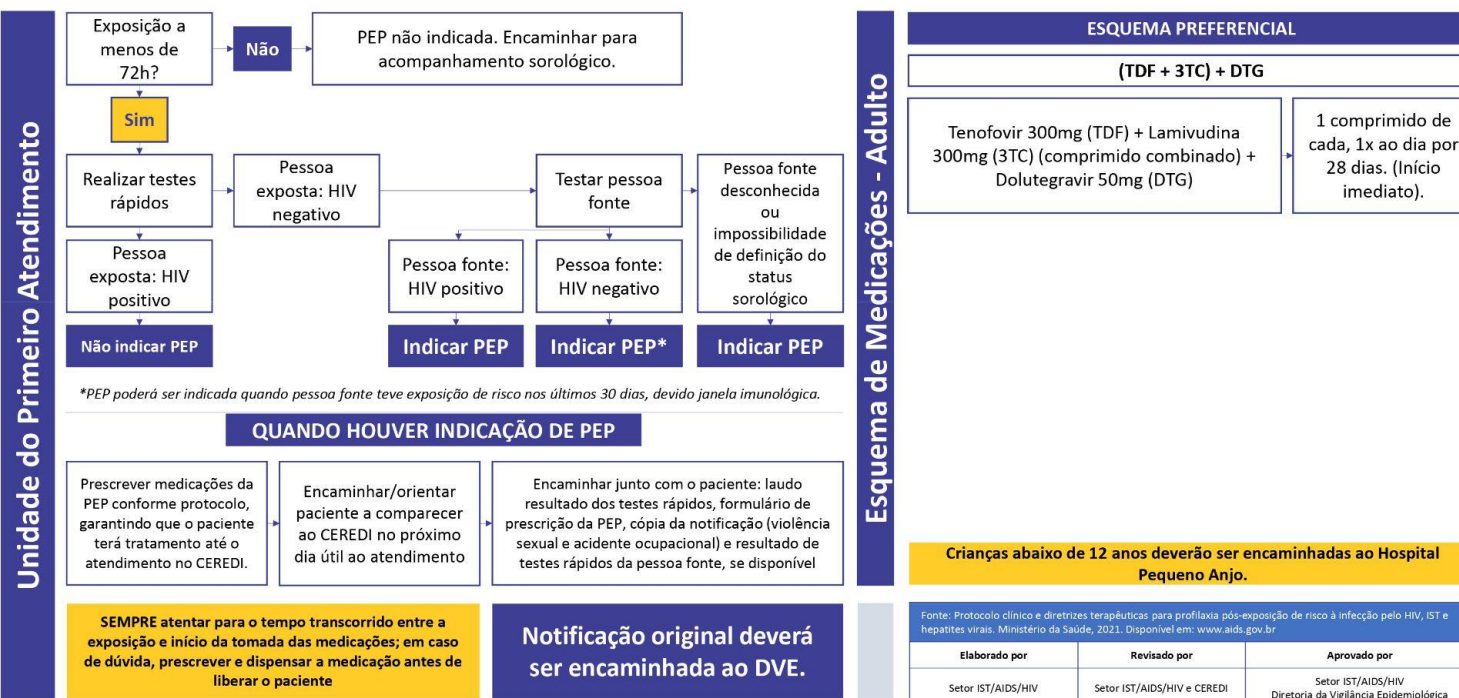 Unidade do Primeiro Atendimento
Exposição a
menos de
72h?
Não
PEP não indicada. Encaminhar para
acompanhamento sorológico.
Sim
Realizar testes
rápidos
Pessoa
exposta: HIV
negativo
Testar pessoa
fonte
Pessoa fonte
desconhecida
ou
impossibilidade
de definição do
status
sorológico
Pessoa
exposta: HIV
positivo
Pessoa fonte:
HIV positivo
Pessoa fonte:
HIV negativo
Não indicar PEP
Indicar PEP
Indicar PEP*
Indicar PEP
*PEP poderá ser indicada quando pessoa fonte teve exposição de risco nos últimos 30 dias, devido janela imunológica.
QUANDO HOUVER INDICAÇÃO DE PEP
Prescrever medicações da
PEP conforme protocolo,
garantindo que o paciente
terá tratamento até o
atendimento no CEREDI.
Encaminhar/orientar
paciente a comparecer
ao CEREDI no próximo
dia útil ao atendimento
Encaminhar junto com o paciente: laudo
resultado dos testes rápidos, formulário de
prescrição da PEP, cópia da notificação (violência
sexual e acidente ocupacional) e resultado de
testes rápidos da pessoa fonte, se disponível
SEMPRE atentar para o tempo transcorrido entre a
exposição e início da tomada das medicações; em caso
de dúvida, prescrever e dispensar a medicação antes de
liberar o paciente
Notificação original deverá
ser encaminhada ao DVE.
Esquema de Medicações - Adulto
ESQUEMA PREFERENCIAL
(TDF + 3TC) + DTG
Tenofovir 300mg (TDF) + Lamivudina
300mg (3TC) (comprimido combinado) +
Dolutegravir 50mg (DTG)
1 comprimido de
cada, 1x ao dia por
28 dias. (Início
imediato).
Crianças abaixo de 12 anos deverão ser encaminhadas ao Hospital
Pequeno Anjo.
Fonte: Protocolo clínico e diretrizes terapêuticas para profilaxia pós-exposição de risco à infecção pelo HIV, IST e
hepatites virais. Ministério da Saúde, 2021. Disponível em: www.aids.gov.br
Elaborado por
Revisado por
Aprovado por
Setor IST/AIDS/HIV
Setor IST/AIDS/HIV e CEREDI
Setor IST/AIDS/HIV
Diretoria da Vigilância Epidemiológica